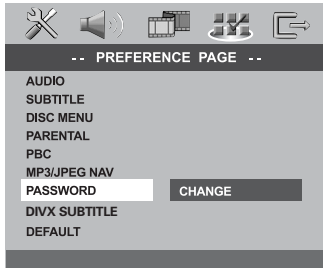 -- PREFERENCE PAGE --
AUDIO
SUBTITLE
DISC MENU
PARENTAL
PBC
MP3/JPEG NAV
PASSWORD CHANGE
DIVX SUBTITLE
DEFAULT